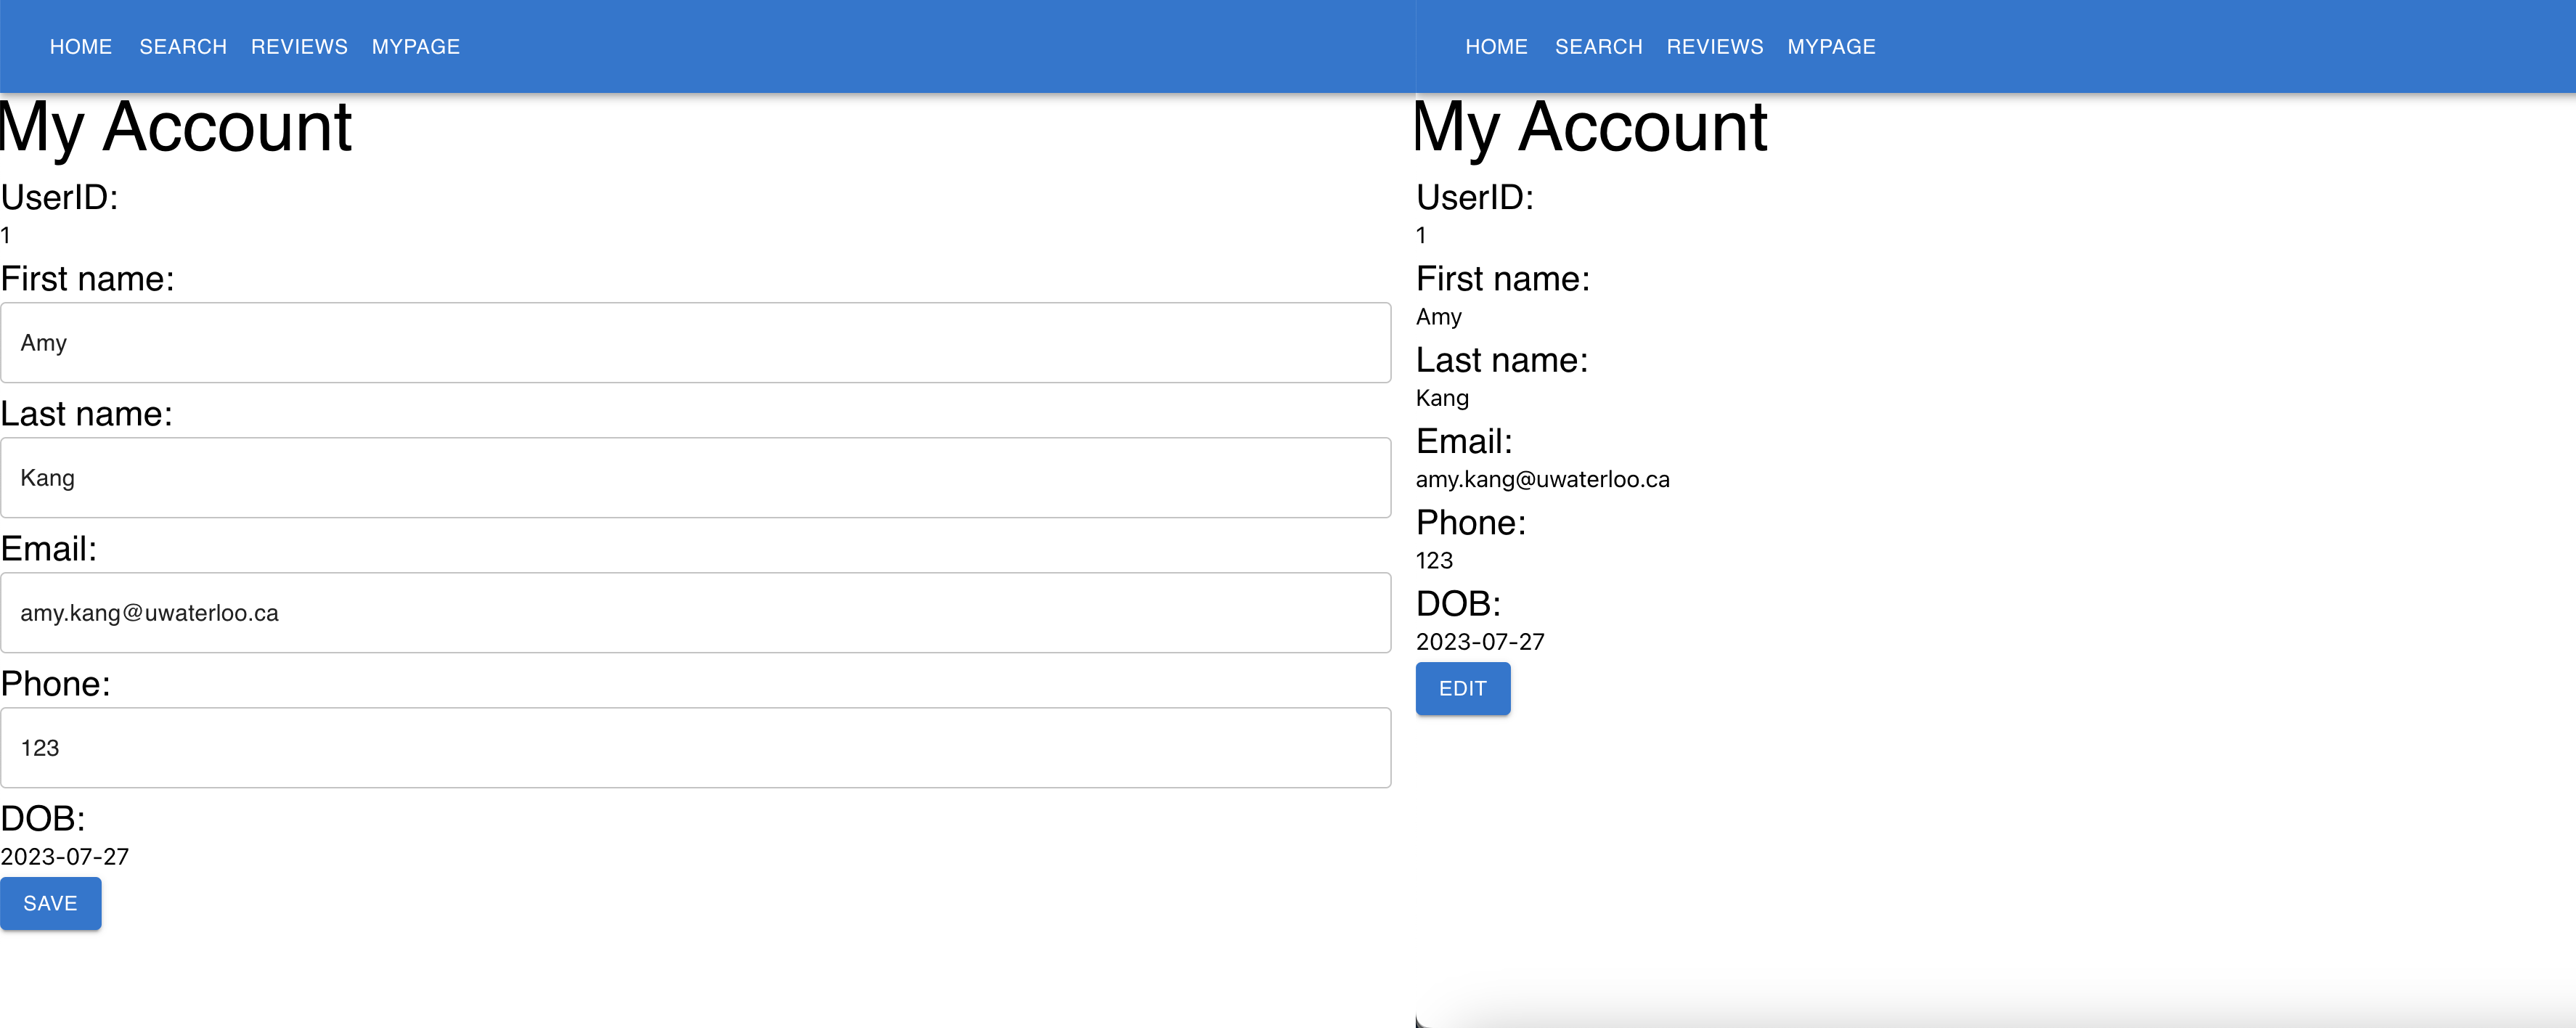 HOME SEARCH REVIEWS MYPAGE
My Account
UserID:
1
First name:
Amy
Last name:
Kang
Email:
amy.kang@uwaterloo.ca
Phone:
123
DOB:
2023-07-27
SAVE
HOME SEARCH REVIEWS MYPAGE
My Account
UserID:
1
First name:
Amy
Last name:
Kang
Email:
amy.kang@uwaterloo.ca
Phone:
123
DOB:
2023-07-27
EDIT